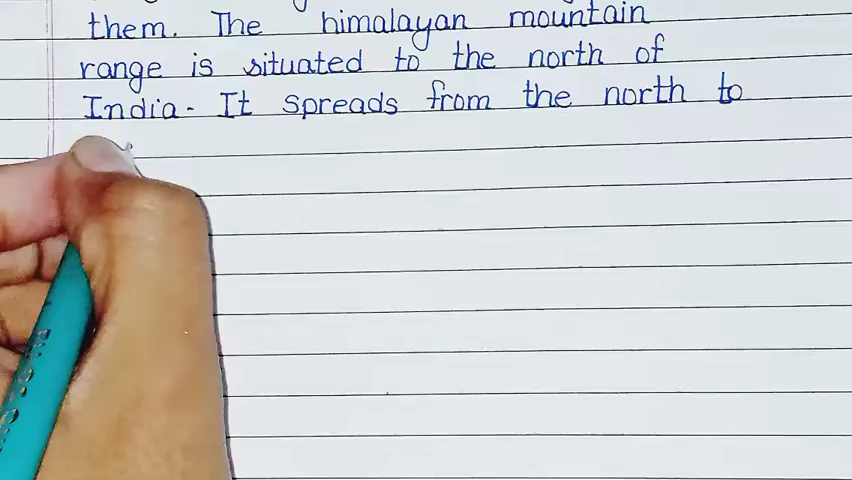 them. The himalayan mountain
range is situated to the north of
India. It spreads from the north to